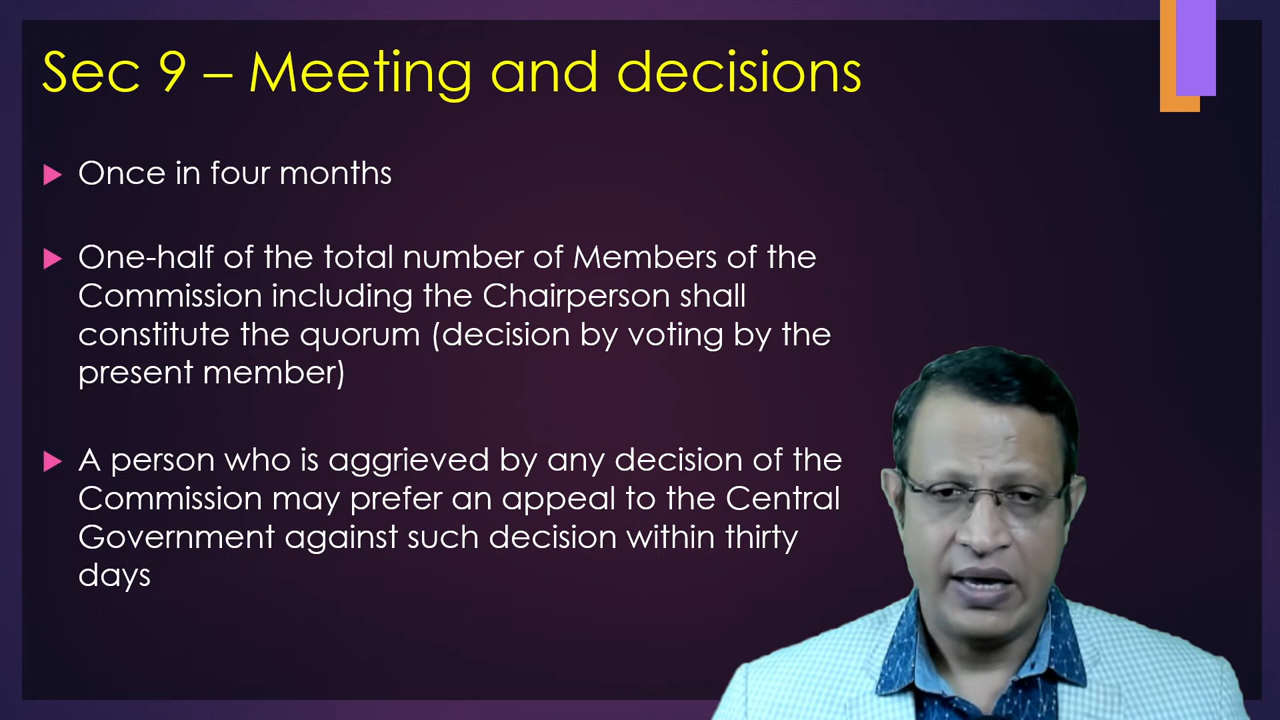 Sec 9 – Meeting and decisions
Once in four months
One-half of the total number of Members of the
Commission including the Chairperson shall
constitute the quorum (decision by voting by the
present member)
A person who is aggrieved by any decision of the
Commission may prefer an appeal to the Central
Government against such decision within thirty
days